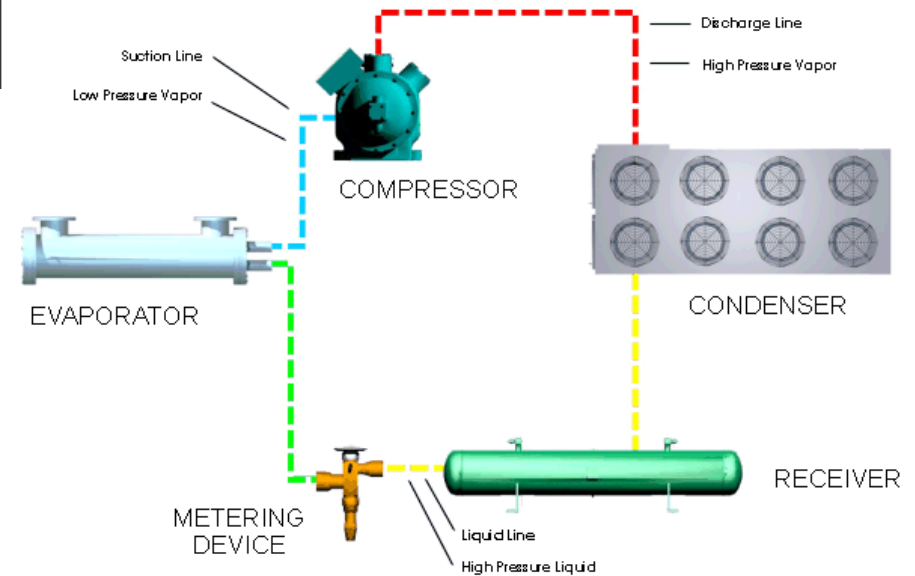 Discharge Line
Suction Line
High Pressure Vapor
Low Pressure Vapor
COMPRESSOR
CONDENSER
EVAPORATOR
RECEIVER
METERING
DEVICE
Liquid Line
High Pressure Liquid